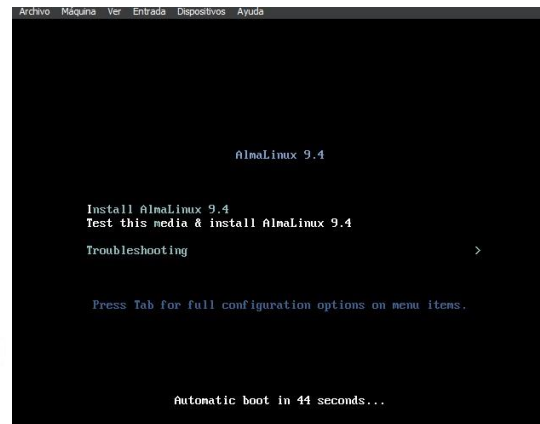 Archivo Máquina Ver Entrada Dispositivos Ayuda
AlmaLinux 9.4
Install AlmaLinux 9.4
Test this media & install AlmaLinux 9.4
Troubleshooting >
Press Tab for full configuration options on menu items.
Automatic boot in 44 seconds...